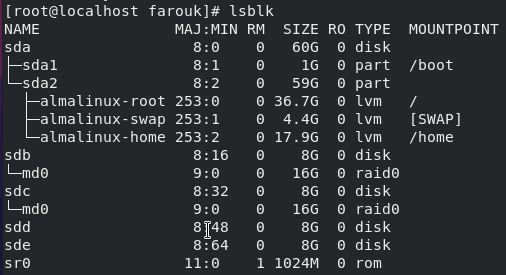 [root@localhost farouk]# lsblk
NAME               MAJ:MIN RM  SIZE RO TYPE  MOUNTPOINT
sda                  8:0    0   60G  0 disk
├─sda1               8:1    0    1G  0 part  /boot
└─sda2               8:2    0   59G  0 part
  ├─almalinux-root 253:0    0 36.7G  0 lvm   /
  ├─almalinux-swap 253:1    0  4.4G  0 lvm   [SWAP]
  └─almalinux-home 253:2    0 17.9G  0 lvm   /home
sdb                  8:16   0    8G  0 disk
└─md0                9:0    0   16G  0 raid0
sdc                  8:32   0    8G  0 disk
└─md0                9:0    0   16G  0 raid0
sdd                  8:48   0    8G  0 disk
sde                  8:64   0    8G  0 disk
sr0                 11:0    1 1024M  0 rom